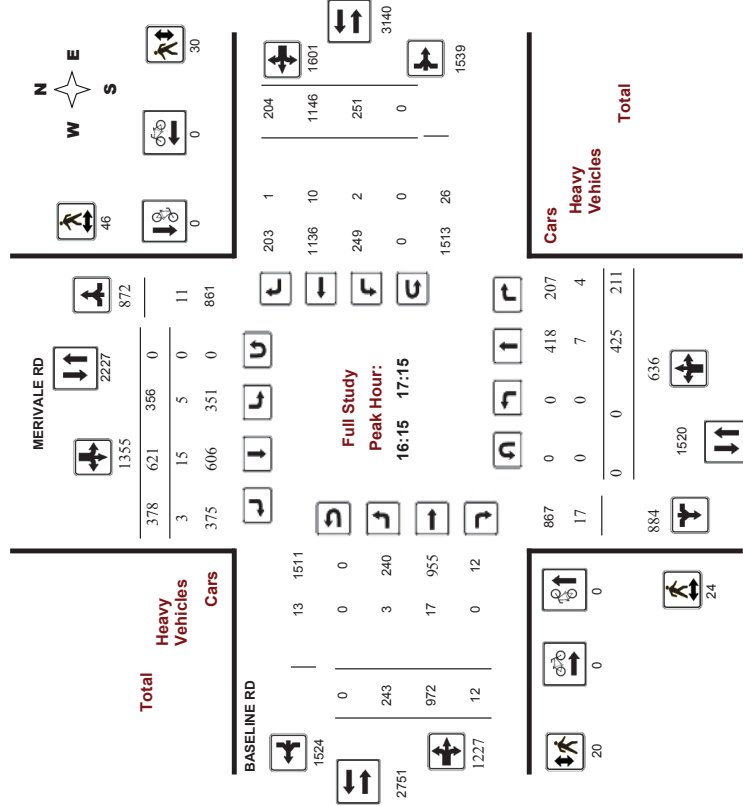 N
W E
S
30
0
46
0
3140
1601
1539
204
1146
251
0
1 10 2 0 26
203 1136 249 0 1513
MERIVALE RD
2227
1355
872
378 621 356 0
3 15 5 0 11
375 606 351 0 861
Total
Heavy
Vehicles
Cars
Full Study
Peak Hour:
16:15 17:15
BASELINE RD
13 1511
0 0 0
243 3 240
972 17 955
12 0 12
1524
2751
1227
Cars
Heavy
Vehicles
Total
867 0 0 418 207
17 0 0 7 4
0 0 425 211
884
1520
636
0
0
20
24